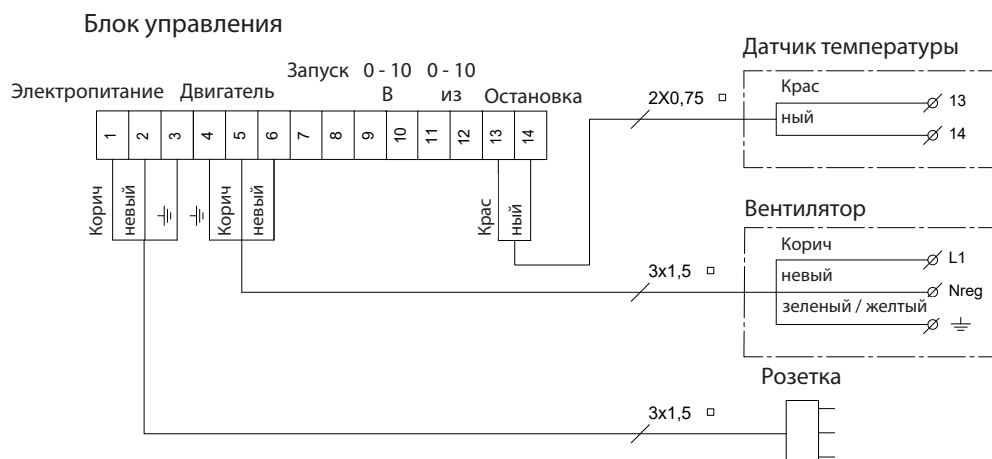 Блок управления
Запуск 0 - 10 0 - 10
Электропитание Двигатель В из Остановка
1 2 3 4 5 6 7 8 9 10 11 12 13 14
Корич
невый
Корич
невый
Крас
ный
Датчик температуры
2X0,75
Крас
13
ный
14
Вентилятор
Корич
L1
3x1,5
невый
Nreg
зеленый / желтый
Розетка
3x1,5